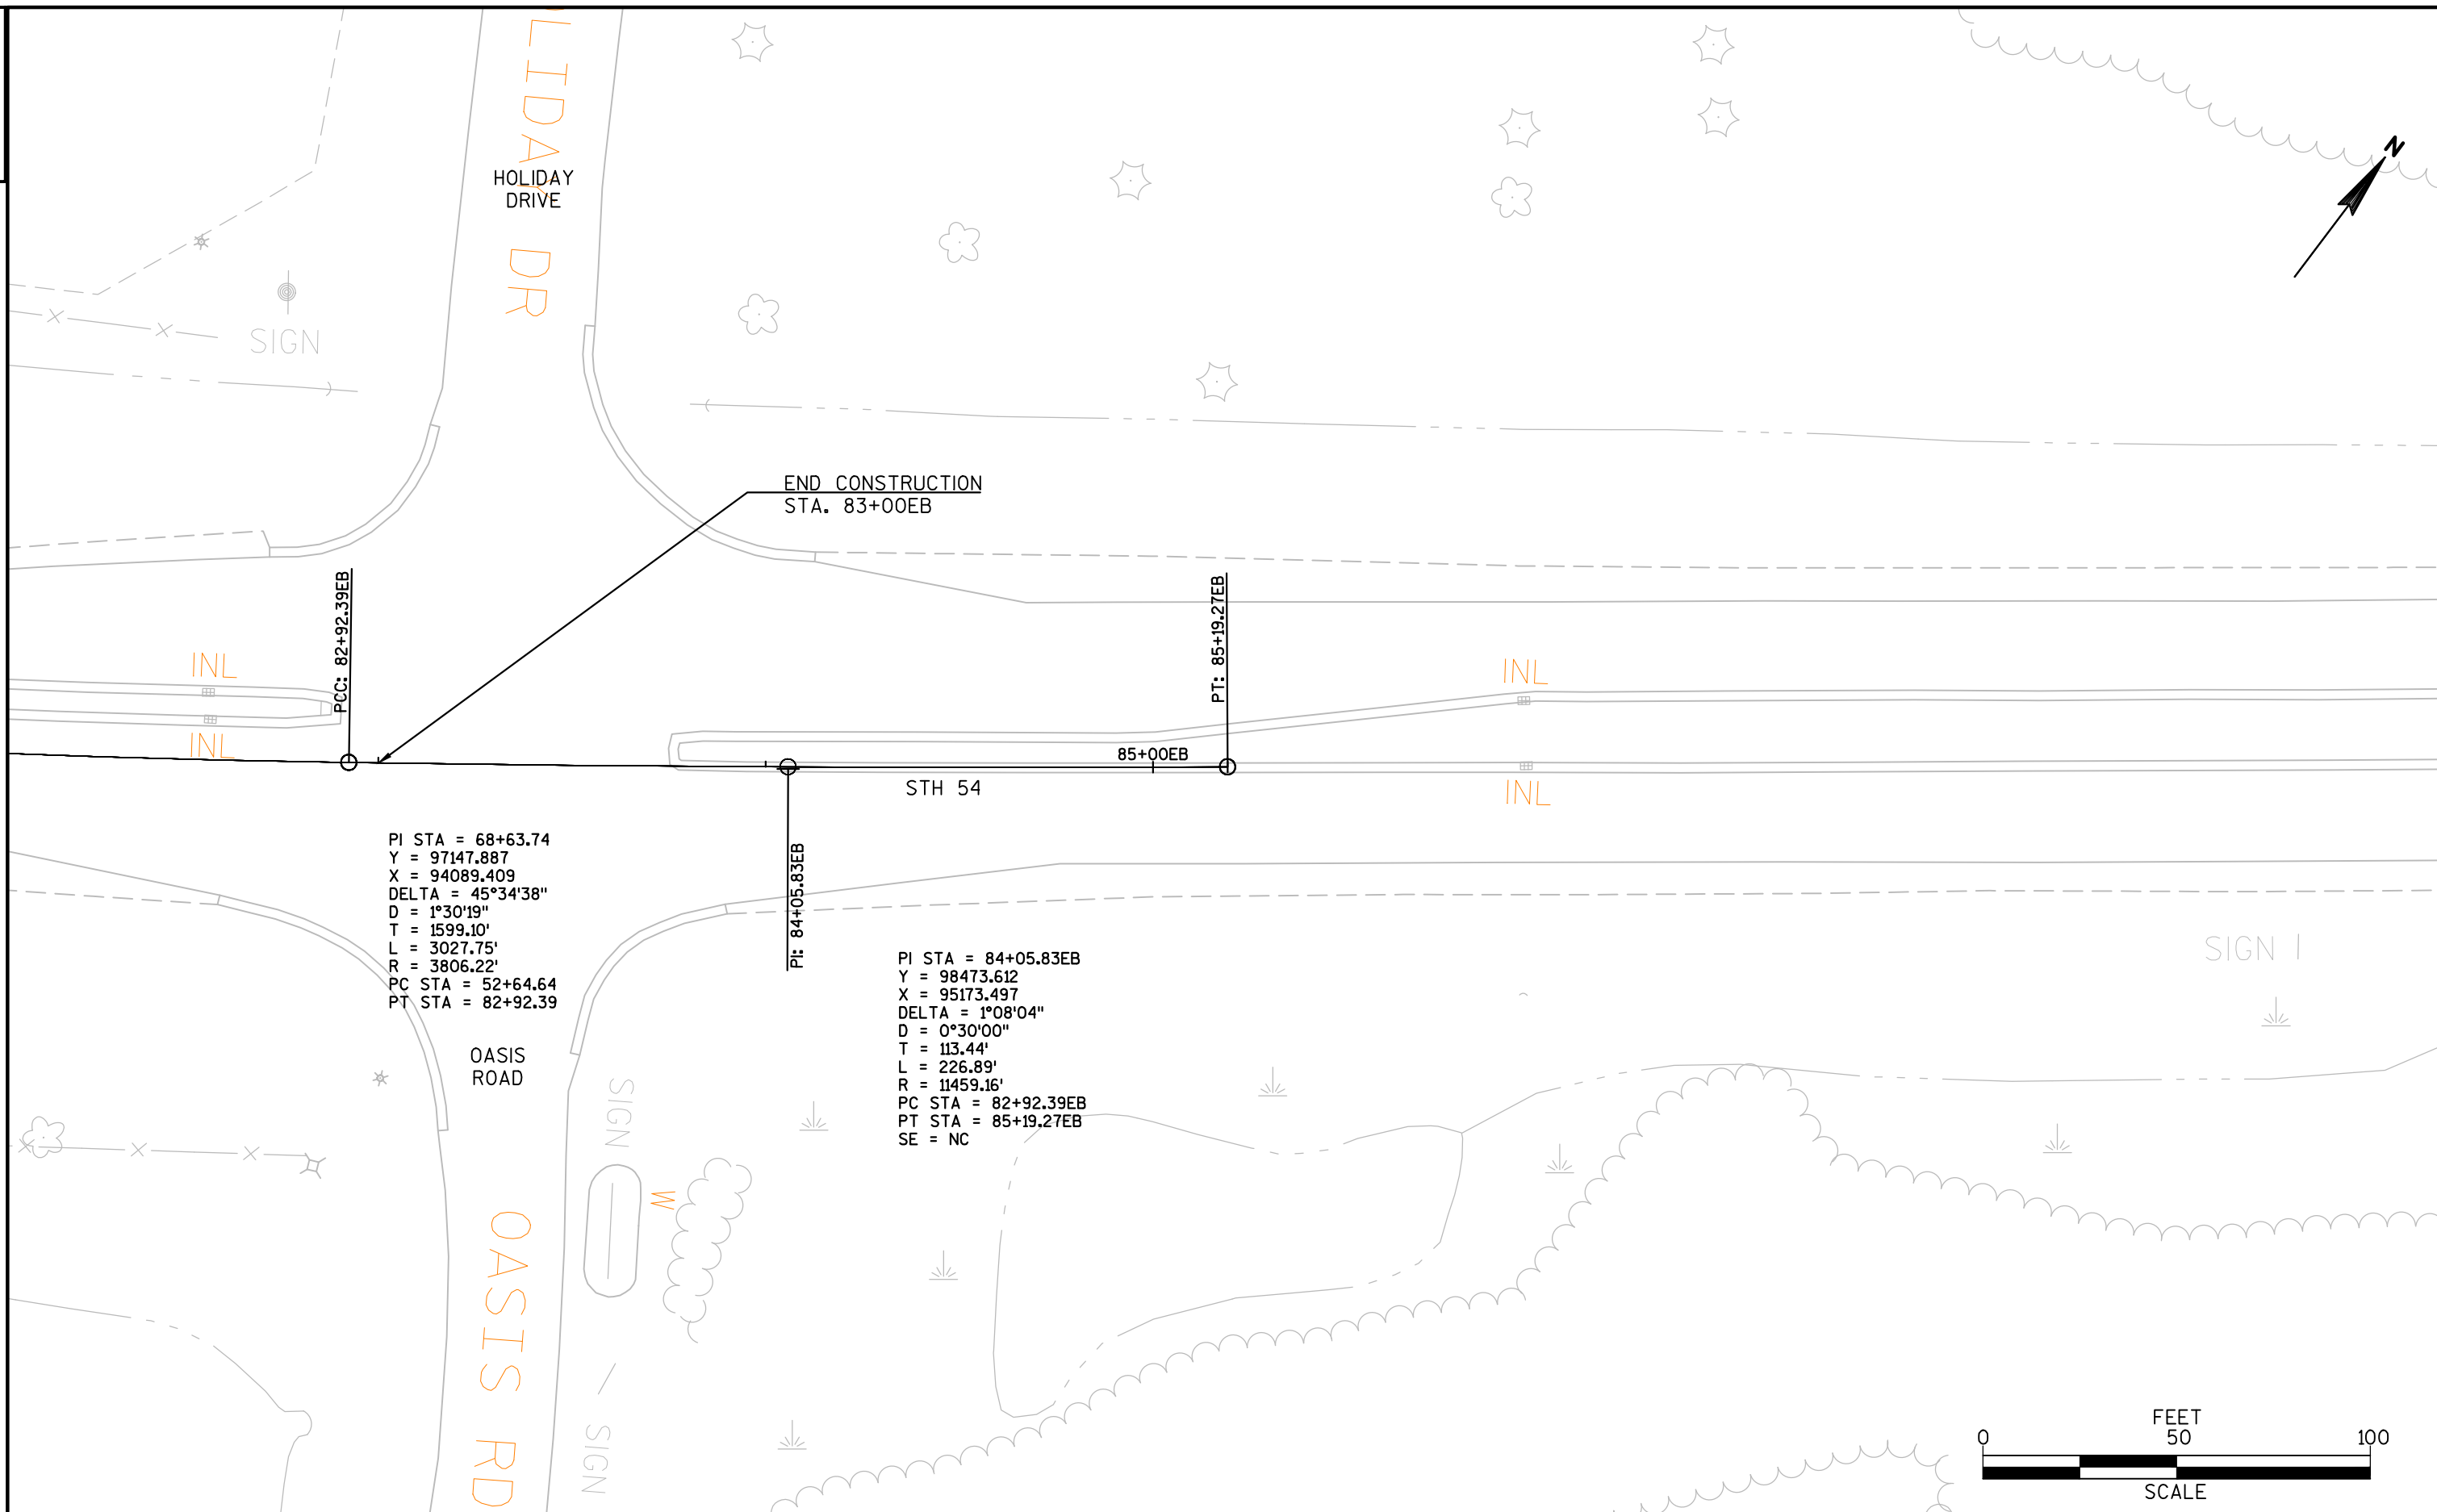 LIDAY DR
HOLIDAY
DRIVE
N
SIGN
END CONSTRUCTION
STA. 83+00EB
PCC: 82+92.39EB
PT: 85+19.27EB
INL
INL
INL
INL
85+00EB
STH 54
PI: 84+05.83EB
PI STA = 68+63.74
Y = 97147.887
X = 94089.409
DELTA = 45°34'38"
D = 1°30'19"
T = 1599.10'
L = 3027.75'
R = 3806.22'
PC STA = 52+64.64
PT STA = 82+92.39
PI STA = 84+05.83EB
Y = 98473.612
X = 95173.497
DELTA = 1°08'04"
D = 0°30'00"
T = 113.44'
L = 226.89'
R = 11459.16'
PC STA = 82+92.39EB
PT STA = 85+19.27EB
SE = NC
SIGN
OASIS
ROAD
SIGN
W
OASIS RD
SIGN
FEET
0 50 100
SCALE